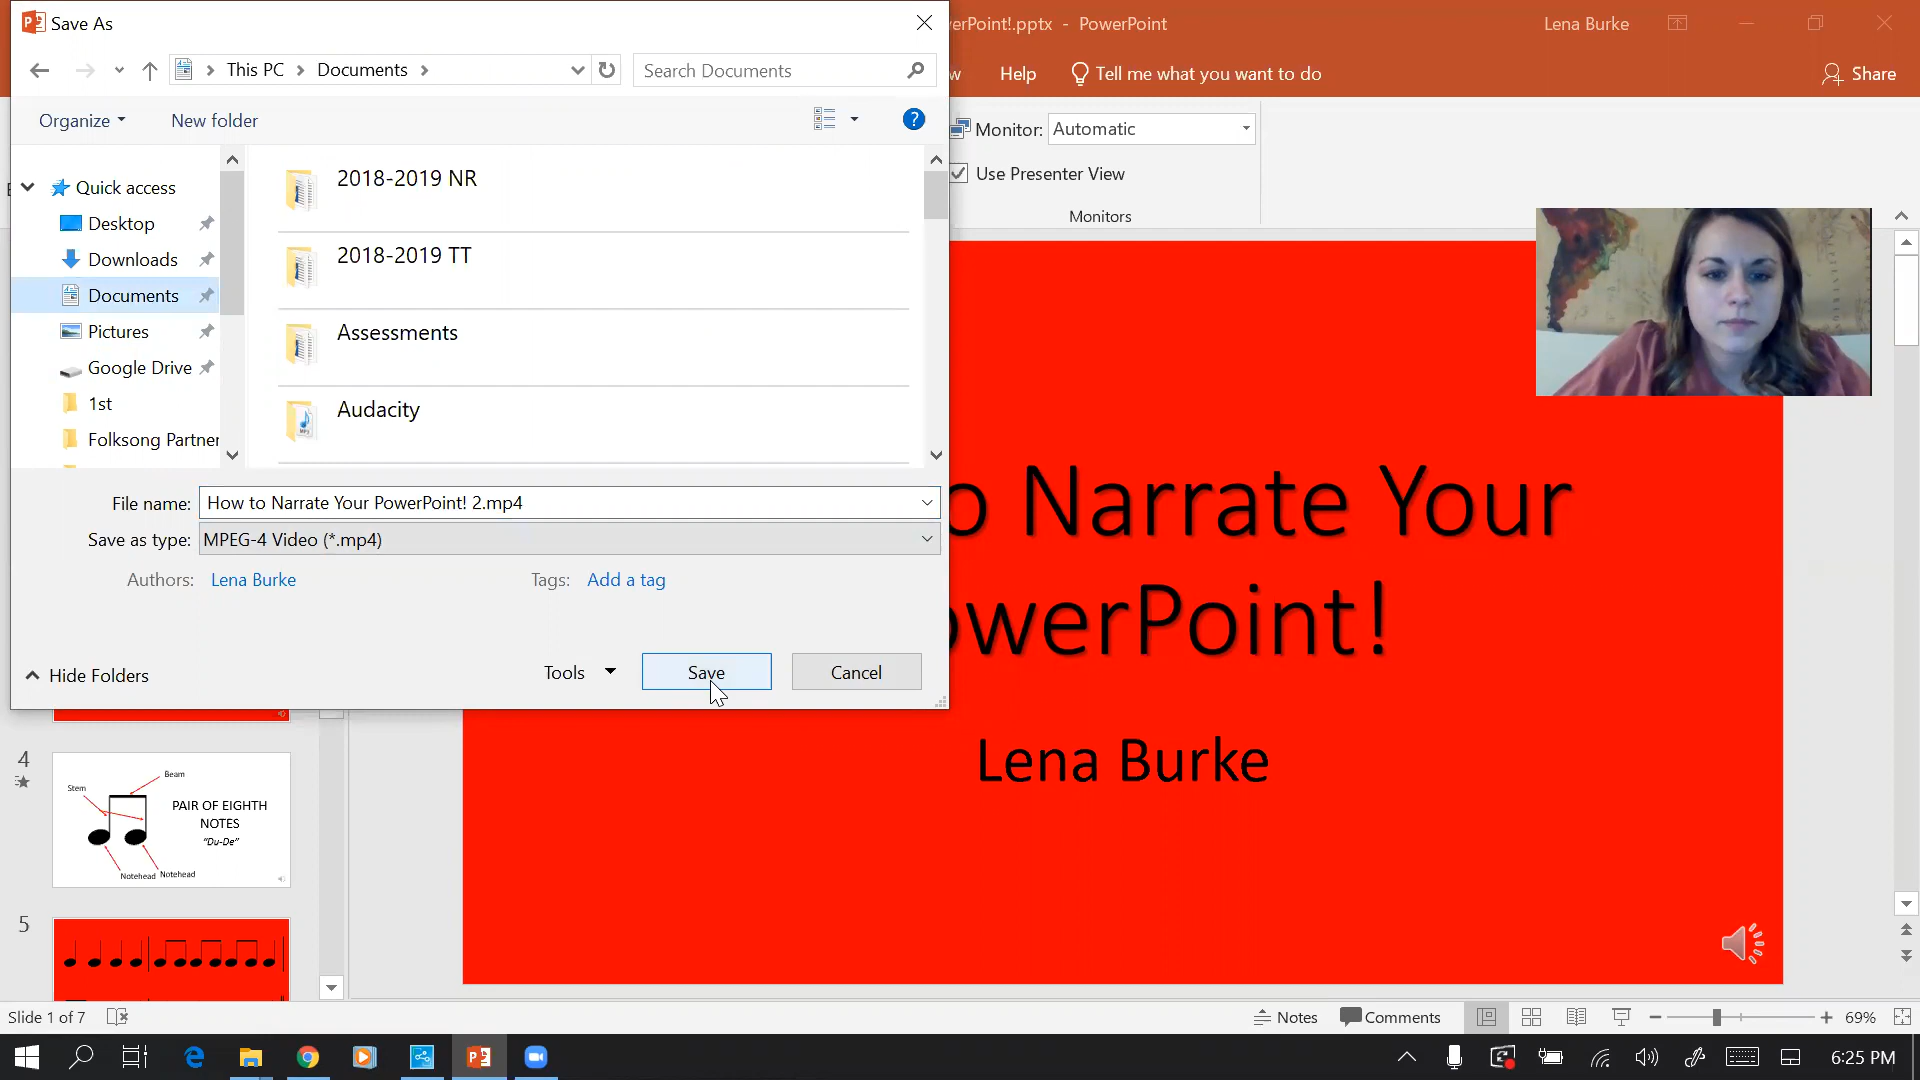 Save As
erPoint!.pptx - PowerPoint
Lena Burke
This PC
Documents
Search Documents
w
Help
Tell me what you want to do
Share
Organize
New folder
?
Monitor:
Automatic
Use Presenter View
Monitors
Quick access
Desktop
Downloads
Documents
Pictures
Google Drive
1st
Folksong Partner
2018-2019 NR
2018-2019 TT
Assessments
Audacity
File name:
How to Narrate Your PowerPoint! 2.mp4
Save as type:
MPEG-4 Video (*.mp4)
Authors:
Lena Burke
Tags:
Add a tag
Hide Folders
Tools
Save
Cancel
o Narrate Your
owerPoint!
Lena Burke
4
Stem
Beam
PAIR OF EIGHTH
NOTES
"Du-De"
Notehead
Notehead
5
Slide 1 of 7
Notes
Comments
69%
6:25 PM